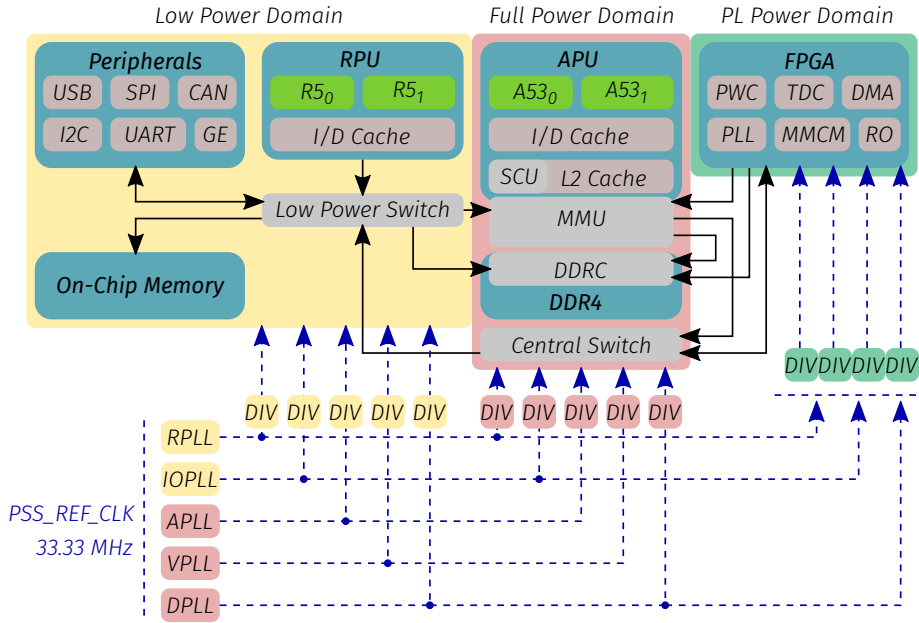 Low Power Domain
Full Power Domain
PL Power Domain
Peripherals
USB SPI CAN
I2C UART GE
RPU
R5₀ R5₁
I/D Cache
APU
A53₀ A53₁
I/D Cache
SCU L2 Cache
FPGA
PWC TDC DMA
PLL MMCM RO
Low Power Switch
MMU
On-Chip Memory
DDRC
DDR4
Central Switch
DIV DIV DIV DIV
DIV DIV DIV DIV DIV
DIV DIV DIV DIV DIV
PSS_REF_CLK
33.33 MHz
RPLL
IOPLL
APLL
VPLL
DPLL